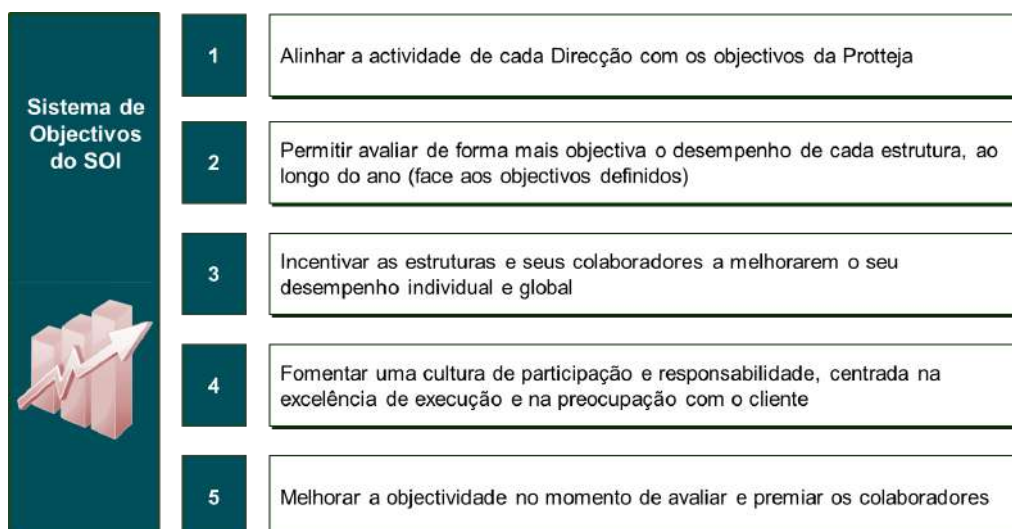 Sistema de
Objectivos
do SOI
1
Alinhar a actividade de cada Direcção com os objectivos da Protteja
2
Permitir avaliar de forma mais objectiva o desempenho de cada estrutura, ao
longo do ano (face aos objectivos definidos)
3
Incentivar as estruturas e seus colaboradores a melhorarem o seu
desempenho individual e global
4
Fomentar uma cultura de participação e responsabilidade, centrada na
excelência de execução e na preocupação com o cliente
5
Melhorar a objectividade no momento de avaliar e premiar os colaboradores